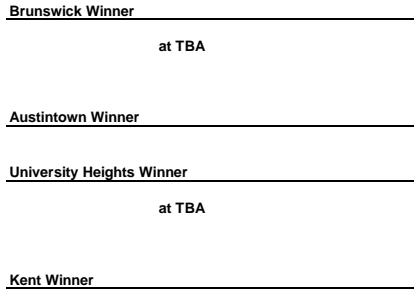 Brunswick Winner
at TBA
Austintown Winner
University Heights Winner
at TBA
Kent Winner